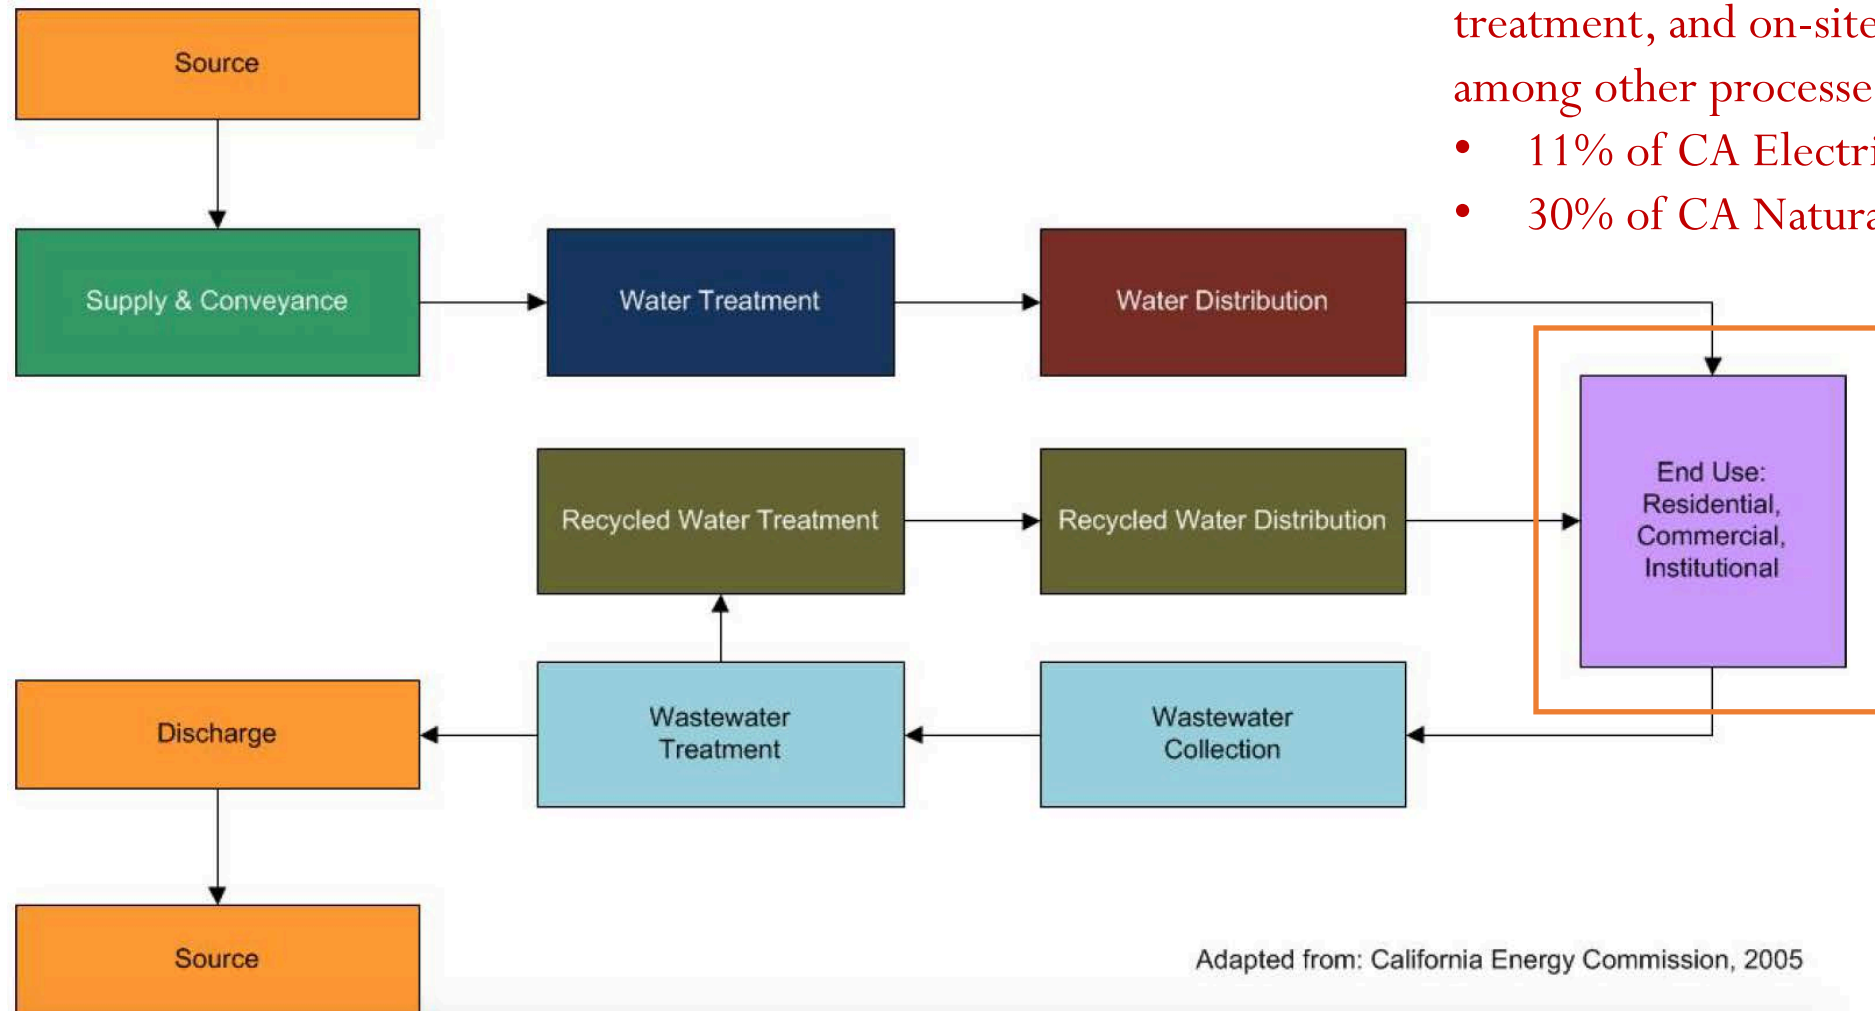 treatment, and on-site
among other processe
• 11% of CA Electri
• 30% of CA Natura
Source
Supply & Conveyance
Water Treatment
Water Distribution
Recycled Water Treatment
Recycled Water Distribution
End Use:
Residential,
Commercial,
Institutional
Discharge
Wastewater
Treatment
Wastewater
Collection
Source
Adapted from: California Energy Commission, 2005